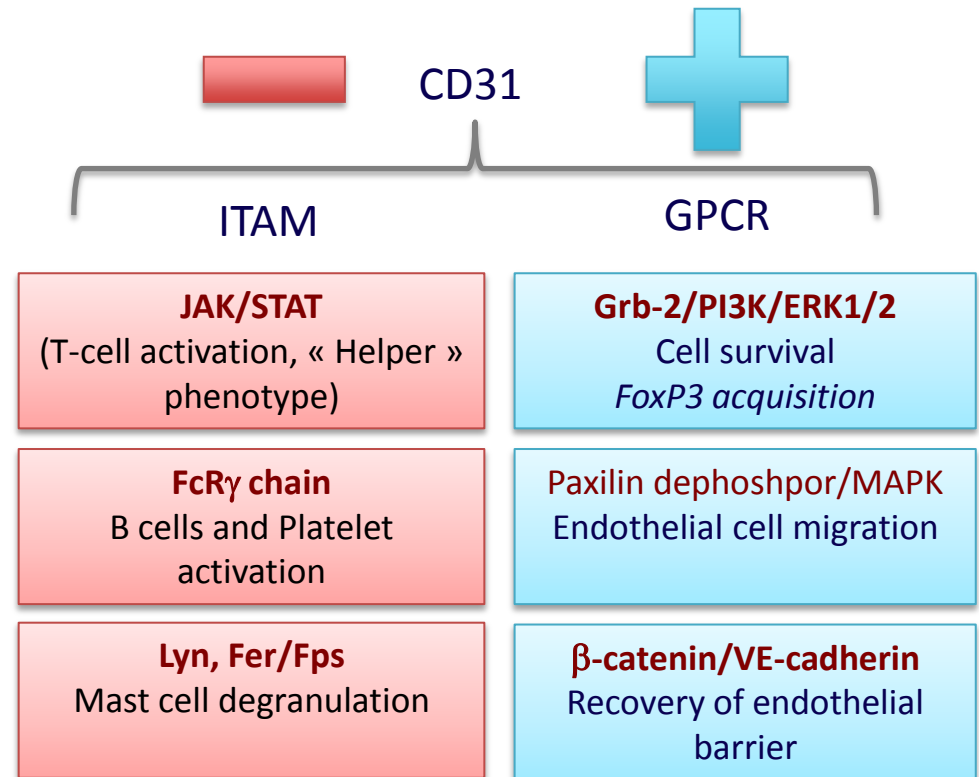 CD31
ITAM
GPCR
JAK/STAT
(T-cell activation, « Helper »
phenotype)
Grb-2/PI3K/ERK1/2
Cell survival
FoxP3 acquisition
FcRγ chain
B cells and Platelet
activation
Paxilin dephoshpor/MAPK
Endothelial cell migration
Lyn, Fer/Fps
Mast cell degranulation
β-catenin/VE-cadherin
Recovery of endothelial
barrier